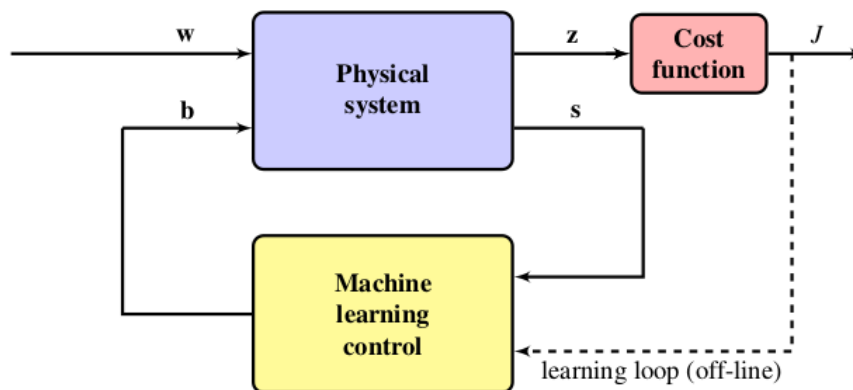 w
z
Cost
function
J
Physical
system
b
s
Machine
learning
control
learning loop (off-line)